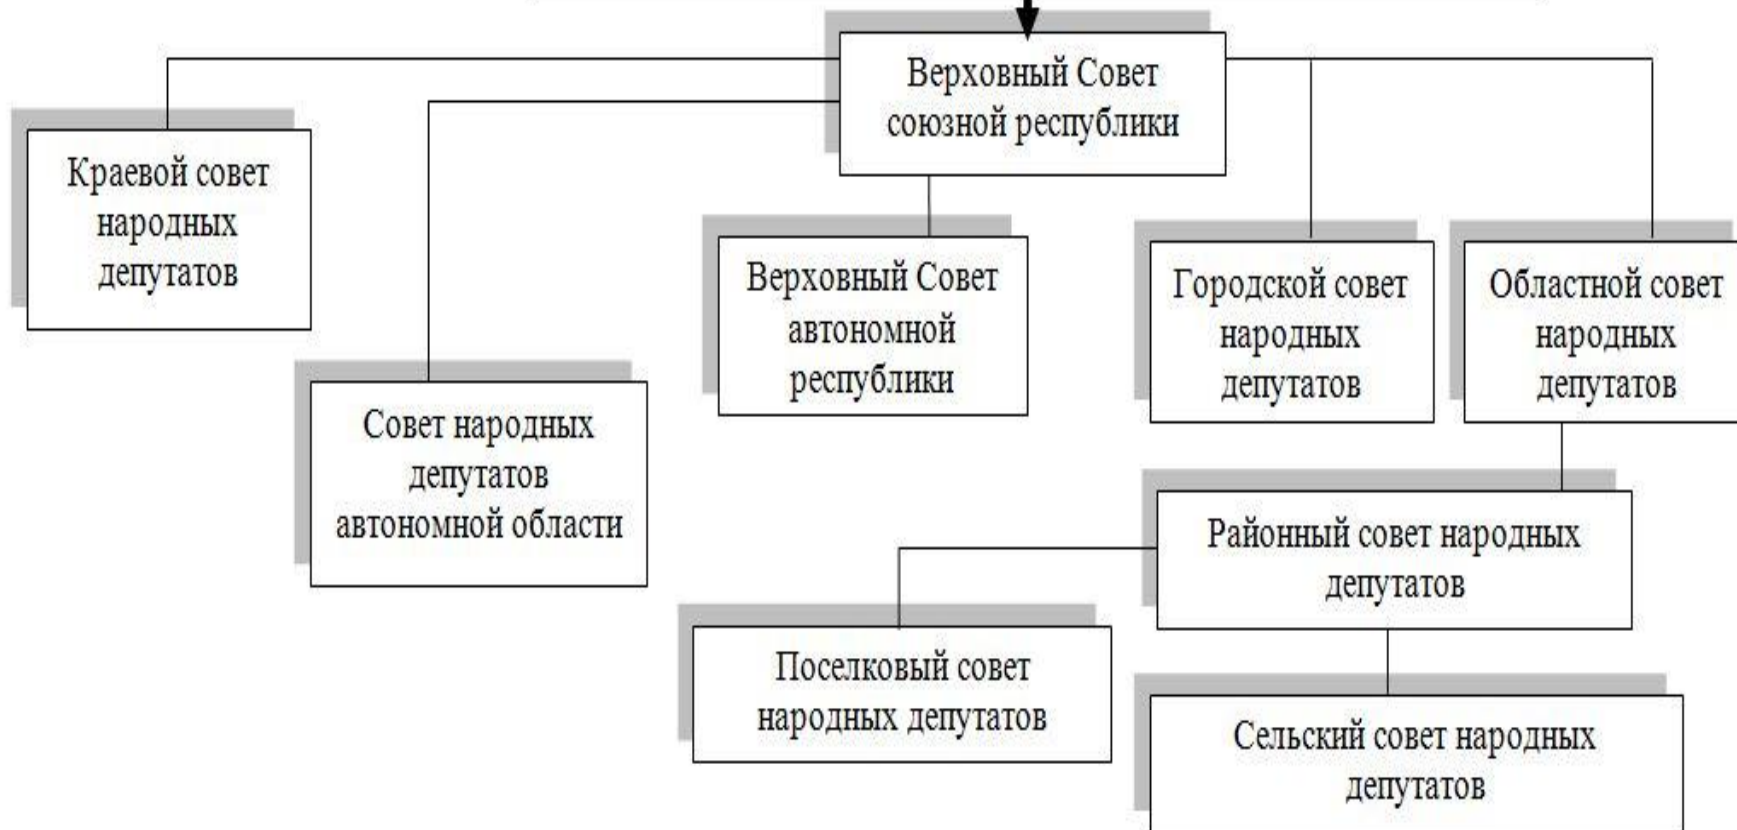 Верховный Совет
союзной республики
Краевой совет
народных
депутатов
Совет народных
депутатов
автономной области
Верховный Совет
автономной
республики
Городской совет
народных
депутатов
Областной совет
народных
депутатов
Районный совет народных
депутатов
Поселковый совет
народных депутатов
Сельский совет народных
депутатов